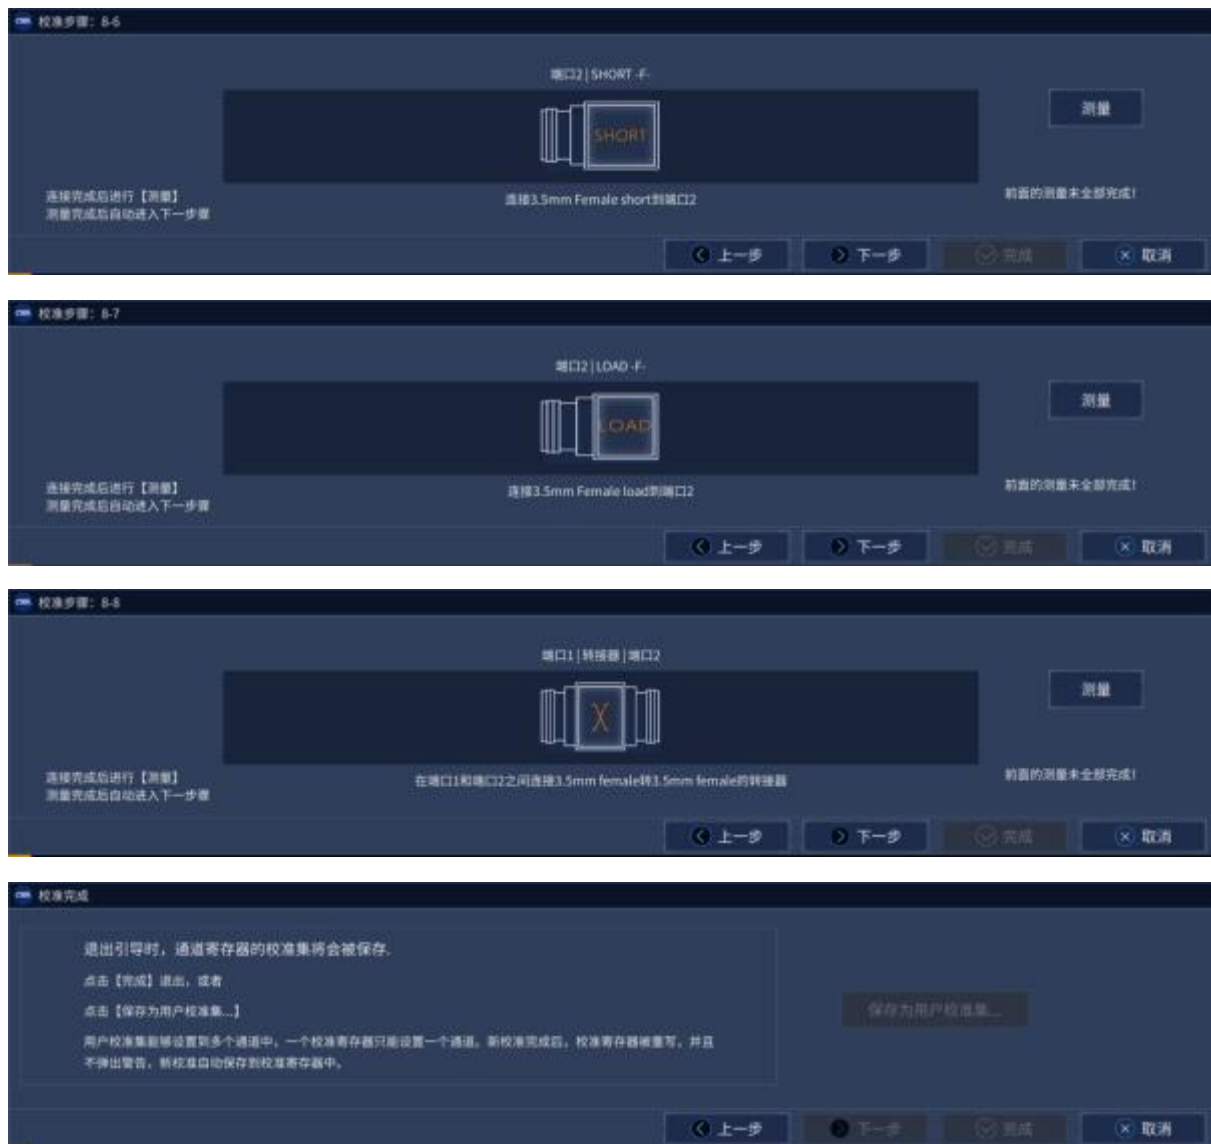 校准步骤：8-6
端口2 | SHORT -F-
SHORT
测量
连接完成后进行【测量】
测量完成后自动进入下一步骤
连接3.5mm Female short到端口2
前面的测量未全部完成！
上一步
下一步
完成
取消
校准步骤：8-7
端口2 | LOAD -F-
LOAD
测量
连接完成后进行【测量】
测量完成后自动进入下一步骤
连接3.5mm Female load到端口2
前面的测量未全部完成！
上一步
下一步
完成
取消
校准步骤：8-8
端口1 | 转接器 | 端口2
测量
连接完成后进行【测量】
测量完成后自动进入下一步骤
在端口1和端口2之间连接3.5mm female转3.5mm female的转接器
前面的测量未全部完成！
上一步
下一步
完成
取消
校准完成
退出引导时，通道寄存器的校准集将会被保存.
点击【完成】退出，或者
点击【保存为用户校准集...】
保存为用户校准集...
用户校准集能够设置到多个通道中，一个校准寄存器只能设置一个通道。新校准完成后，校准寄存器被重写，并且
不弹出警告，新校准自动保存到校准寄存器中。
上一步
下一步
完成
取消